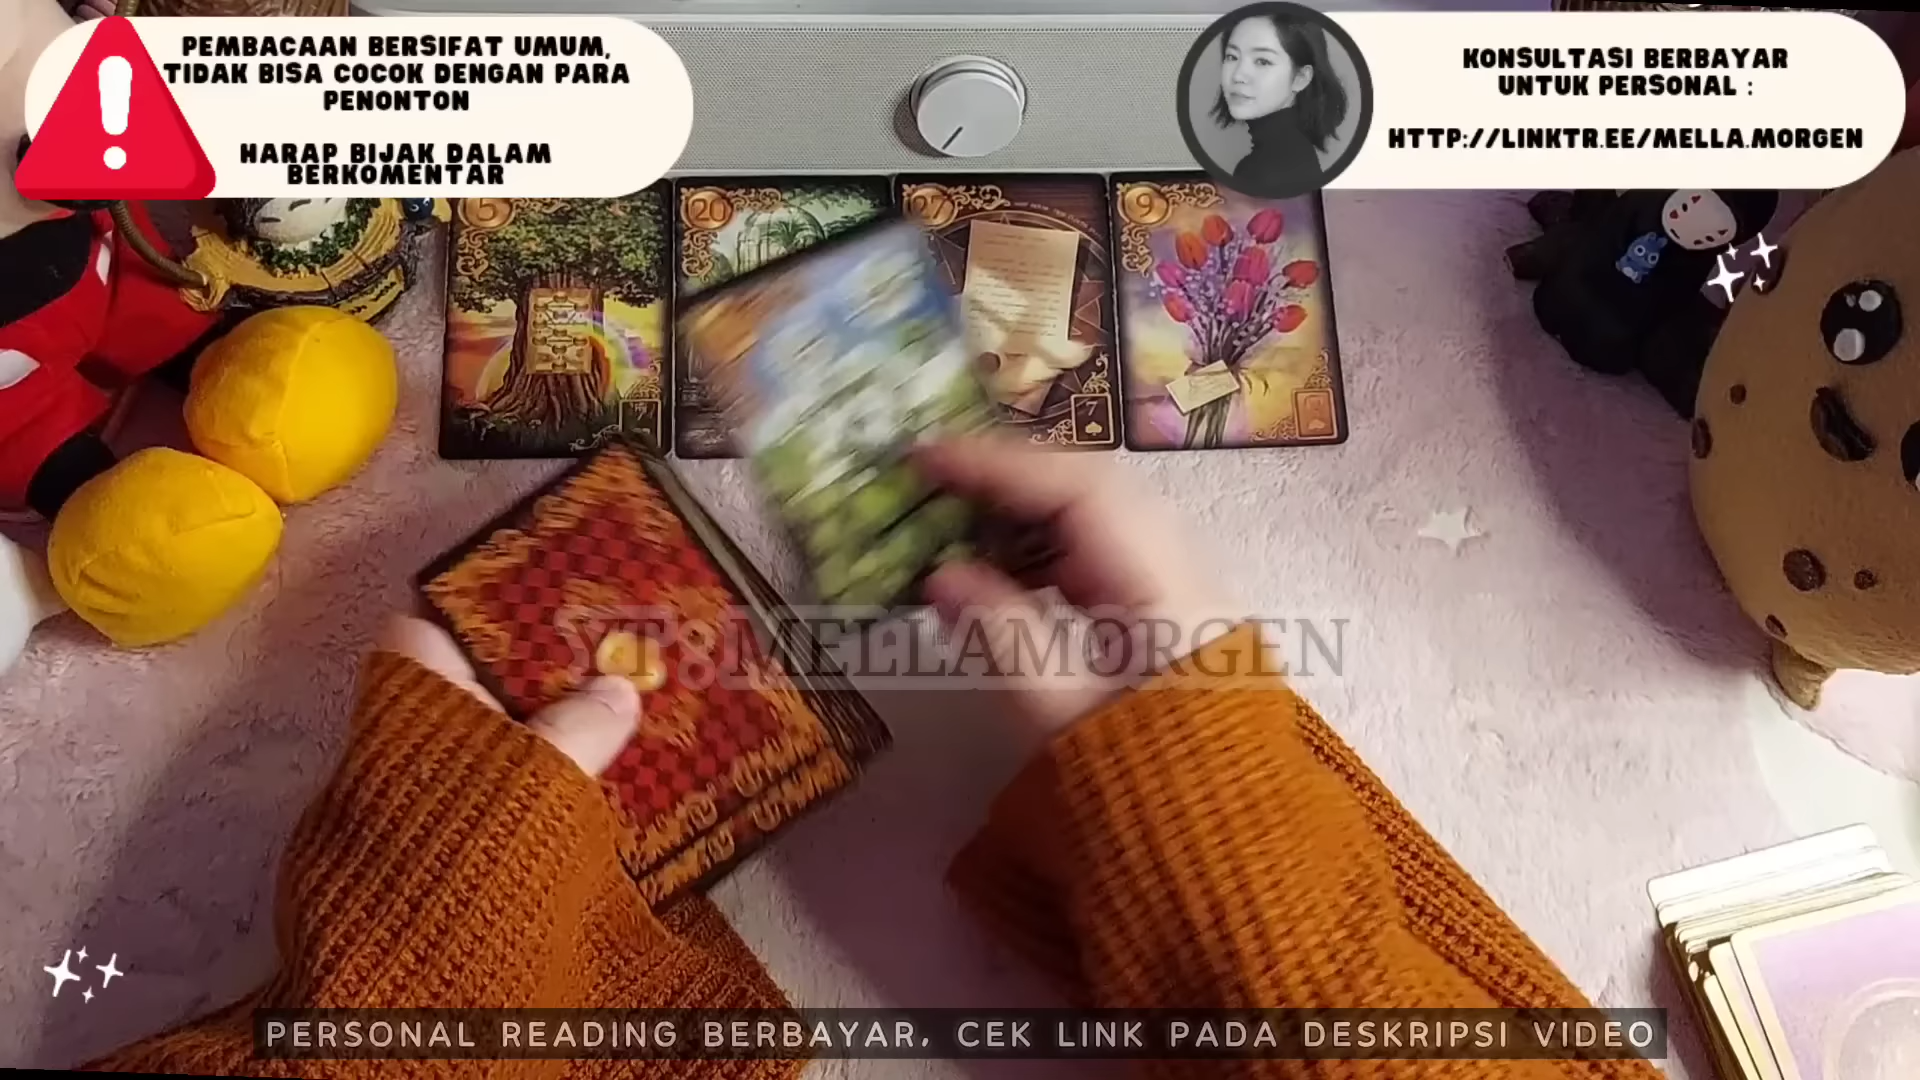 PEMBACAAN BERSIFAT UMUM,
TIDAK BISA COCOK DENGAN PARA
PENONTON
HARAP BIJAK DALAM
BERKOMENTAR
KONSULTASI BERBAYAR
UNTUK PERSONAL :
HTTP://LINKTR.EE/MELLA.MORGEN
5
20
27
9
7
YT:MELLAMORGEN
PERSONAL READING BERBAYAR, CEK LINK PADA DESKRIPSI VIDEO